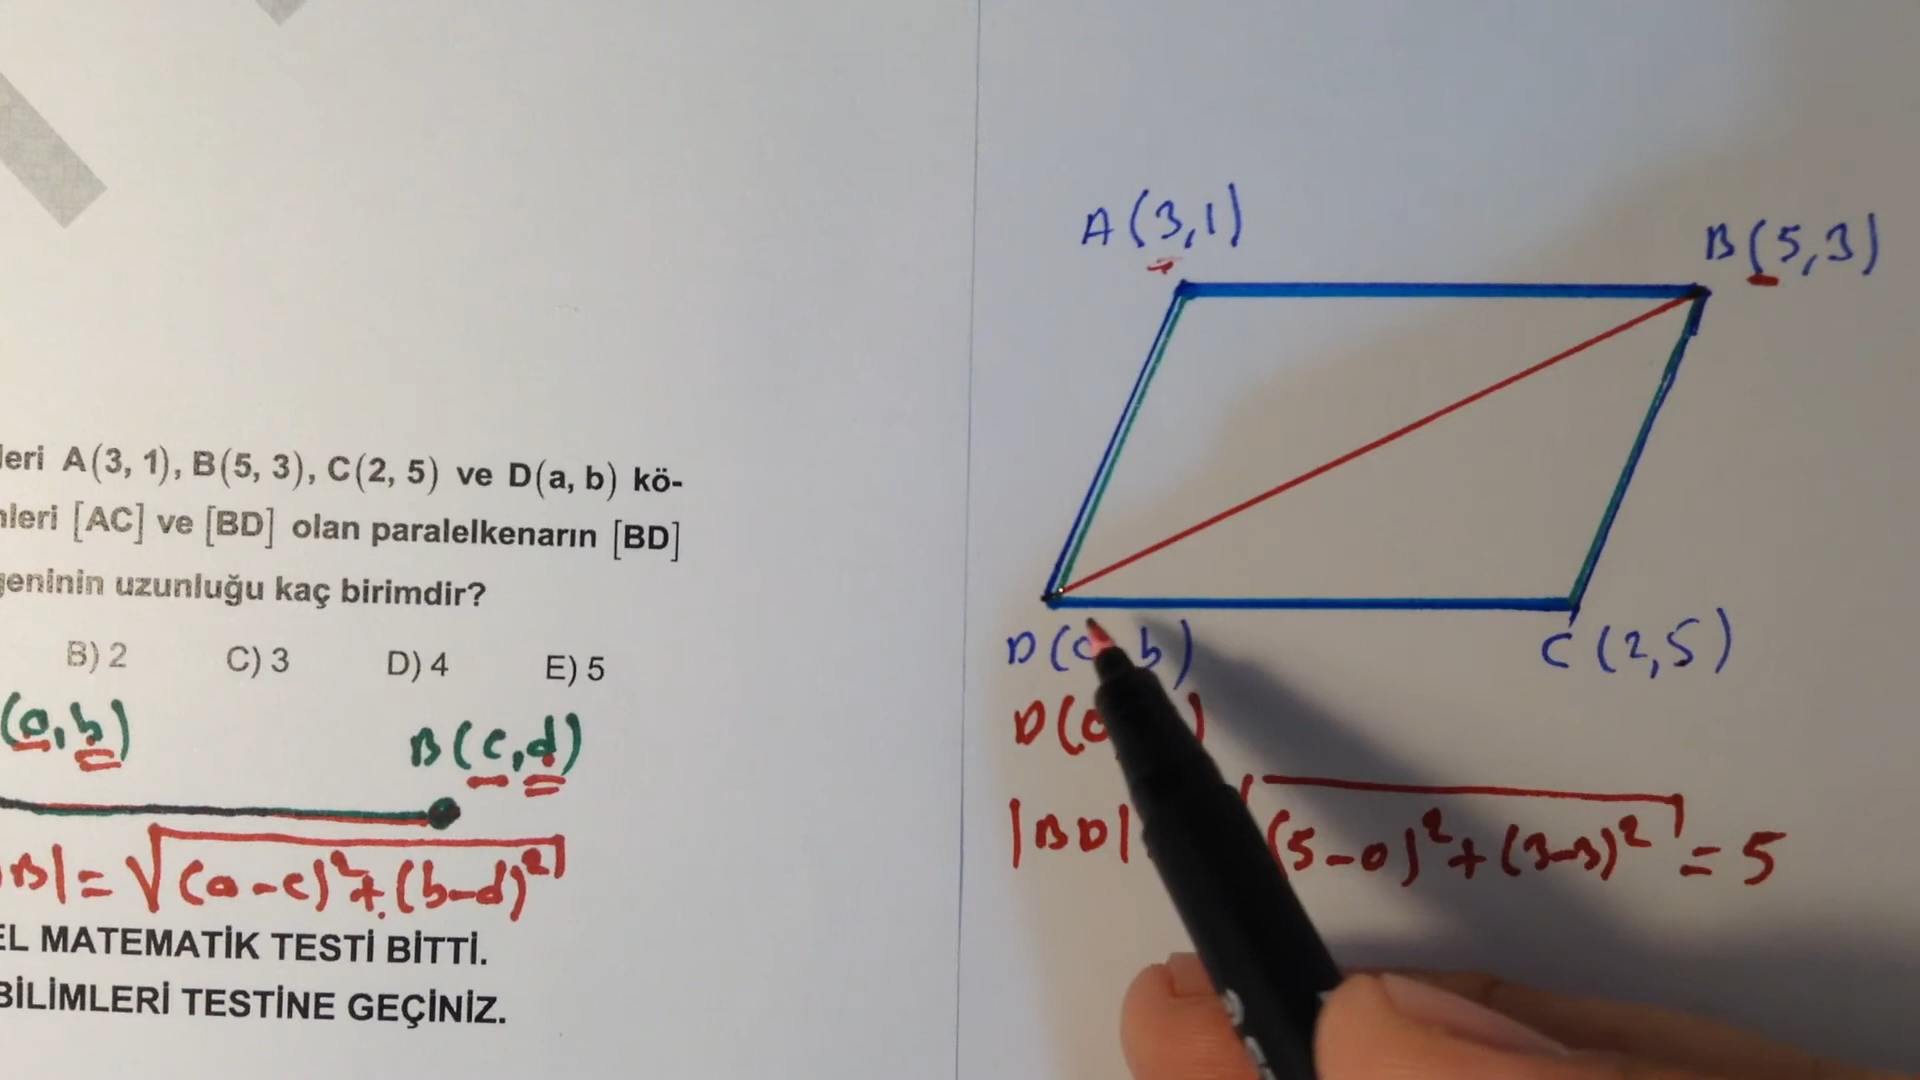 leri A(3, 1), B(5, 3), C(2, 5) ve D(a, b) kö-
leri [AC] ve [BD] olan paralelkenarın [BD]
geninin uzunluğu kaç birimdir?
B) 2 C) 3 D) 4 E) 5
(a,b) B(c,d)
B|=√(a-c)²+(b-d)²
EL MATEMATİK TESTİ BİTTİ.
BİLİMLERİ TESTİNE GEÇİNİZ.
A(3,1)
B(5,3)
D( b)
C(2,5)
D( )
|BD| (5-0)²+(3-3)² = 5